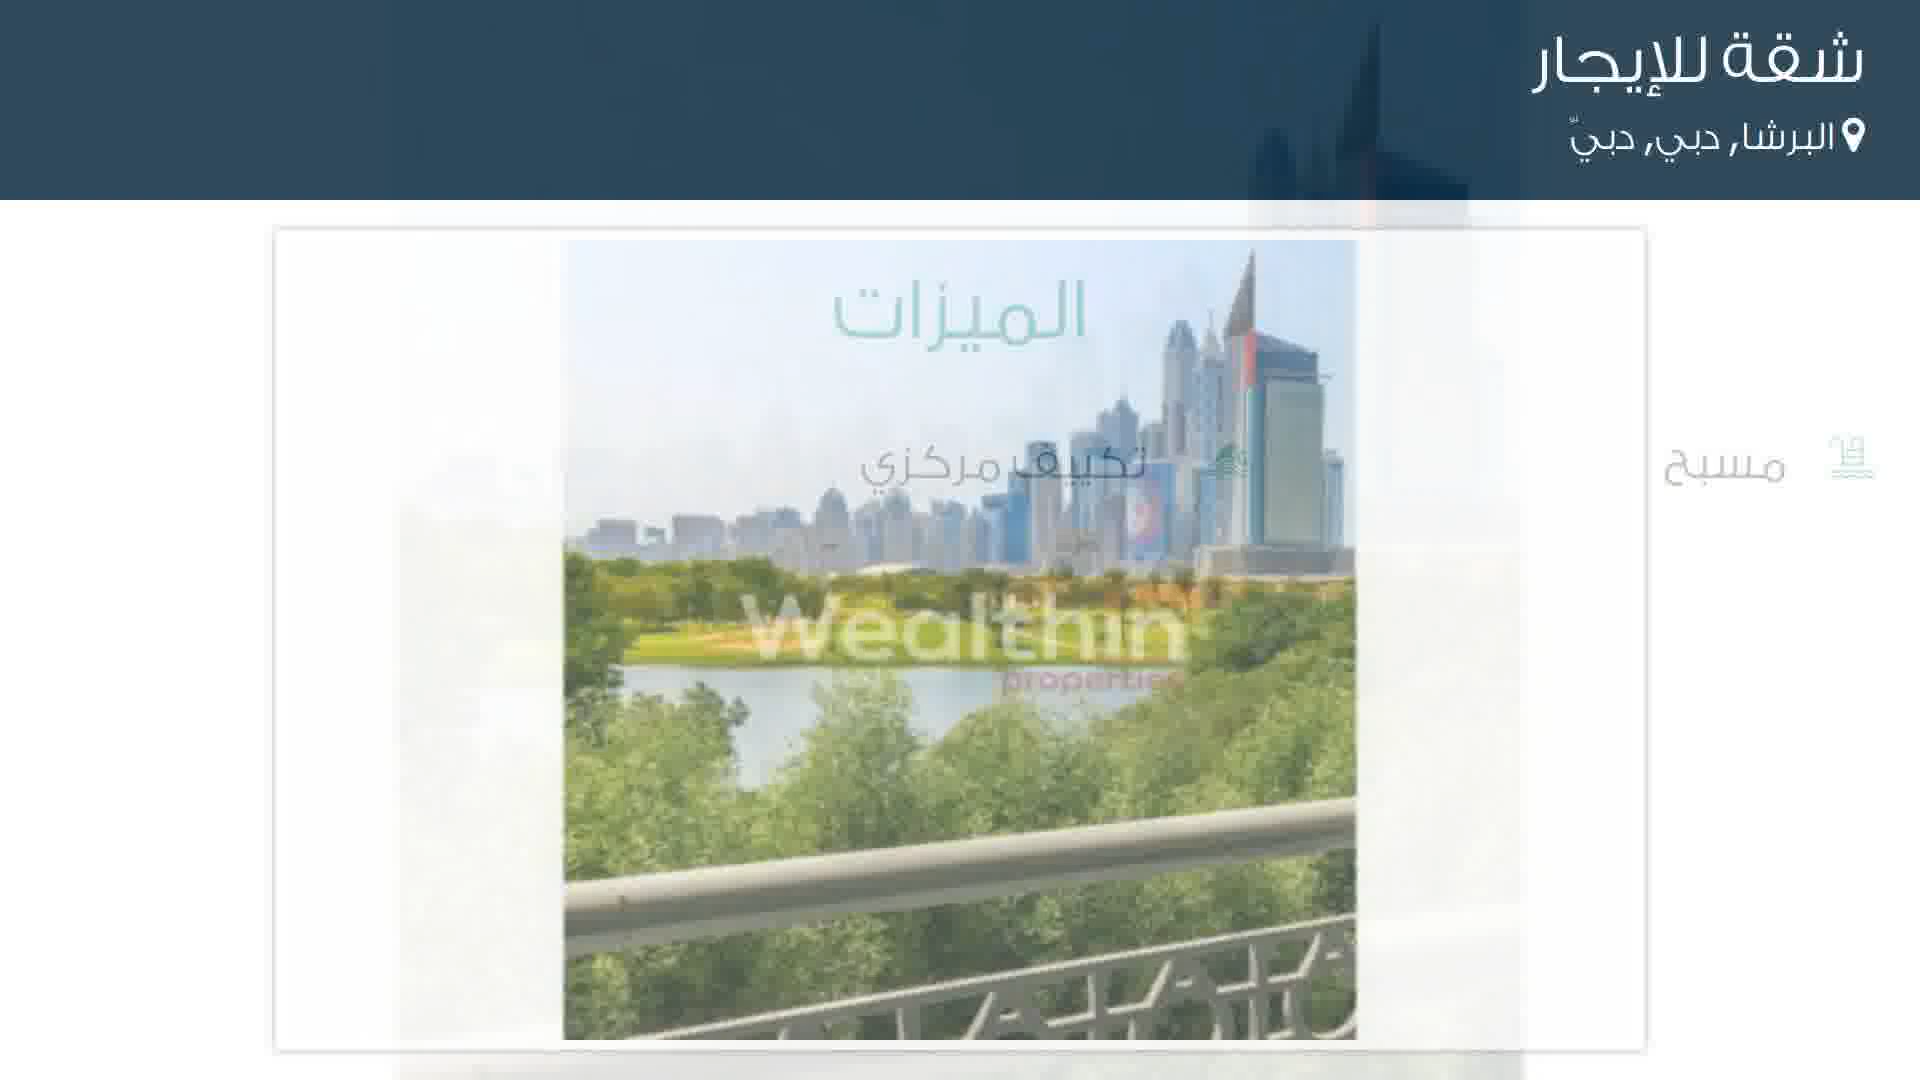 شقة للإيجار
البرشا, دبي, دبيّ
الميزات
مسبح
تكييف مركزي
Wealthin
properties